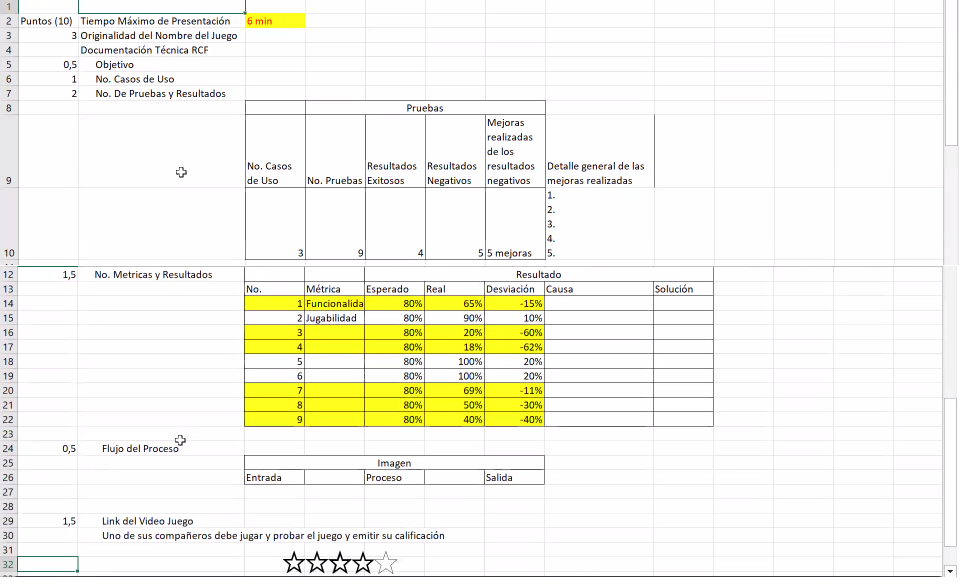 1
2 Puntos (10) Tiempo Máximo de Presentación 6 min
3 3 Originalidad del Nombre del Juego
4 Documentación Técnica RCF
5 0,5 Objetivo
6 1 No. Casos de Uso
7 2 No. De Pruebas y Resultados
8 Pruebas
9 No. Casos de Uso No. Pruebas Resultados Exitosos Resultados Negativos Mejoras realizadas de los resultados negativos Detalle general de las mejoras realizadas
1.
2.
3.
4.
10 3 9 4 5 5 mejoras 5.
12 1,5 No. Metricas y Resultados Resultado
13 No. Métrica Esperado Real Desviación Causa Solución
14 1 Funcionalida 80% 65% -15%
15 2 Jugabilidad 80% 90% 10%
16 3 80% 20% -60%
17 4 80% 18% -62%
18 5 80% 100% 20%
19 6 80% 100% 20%
20 7 80% 69% -11%
21 8 80% 50% -30%
22 9 80% 40% -40%
23
24 0,5 Flujo del Proceso
25 Imagen
26 Entrada Proceso Salida
27
28
29 1,5 Link del Video Juego
30 Uno de sus compañeros debe jugar y probar el juego y emitir su calificación
31
32